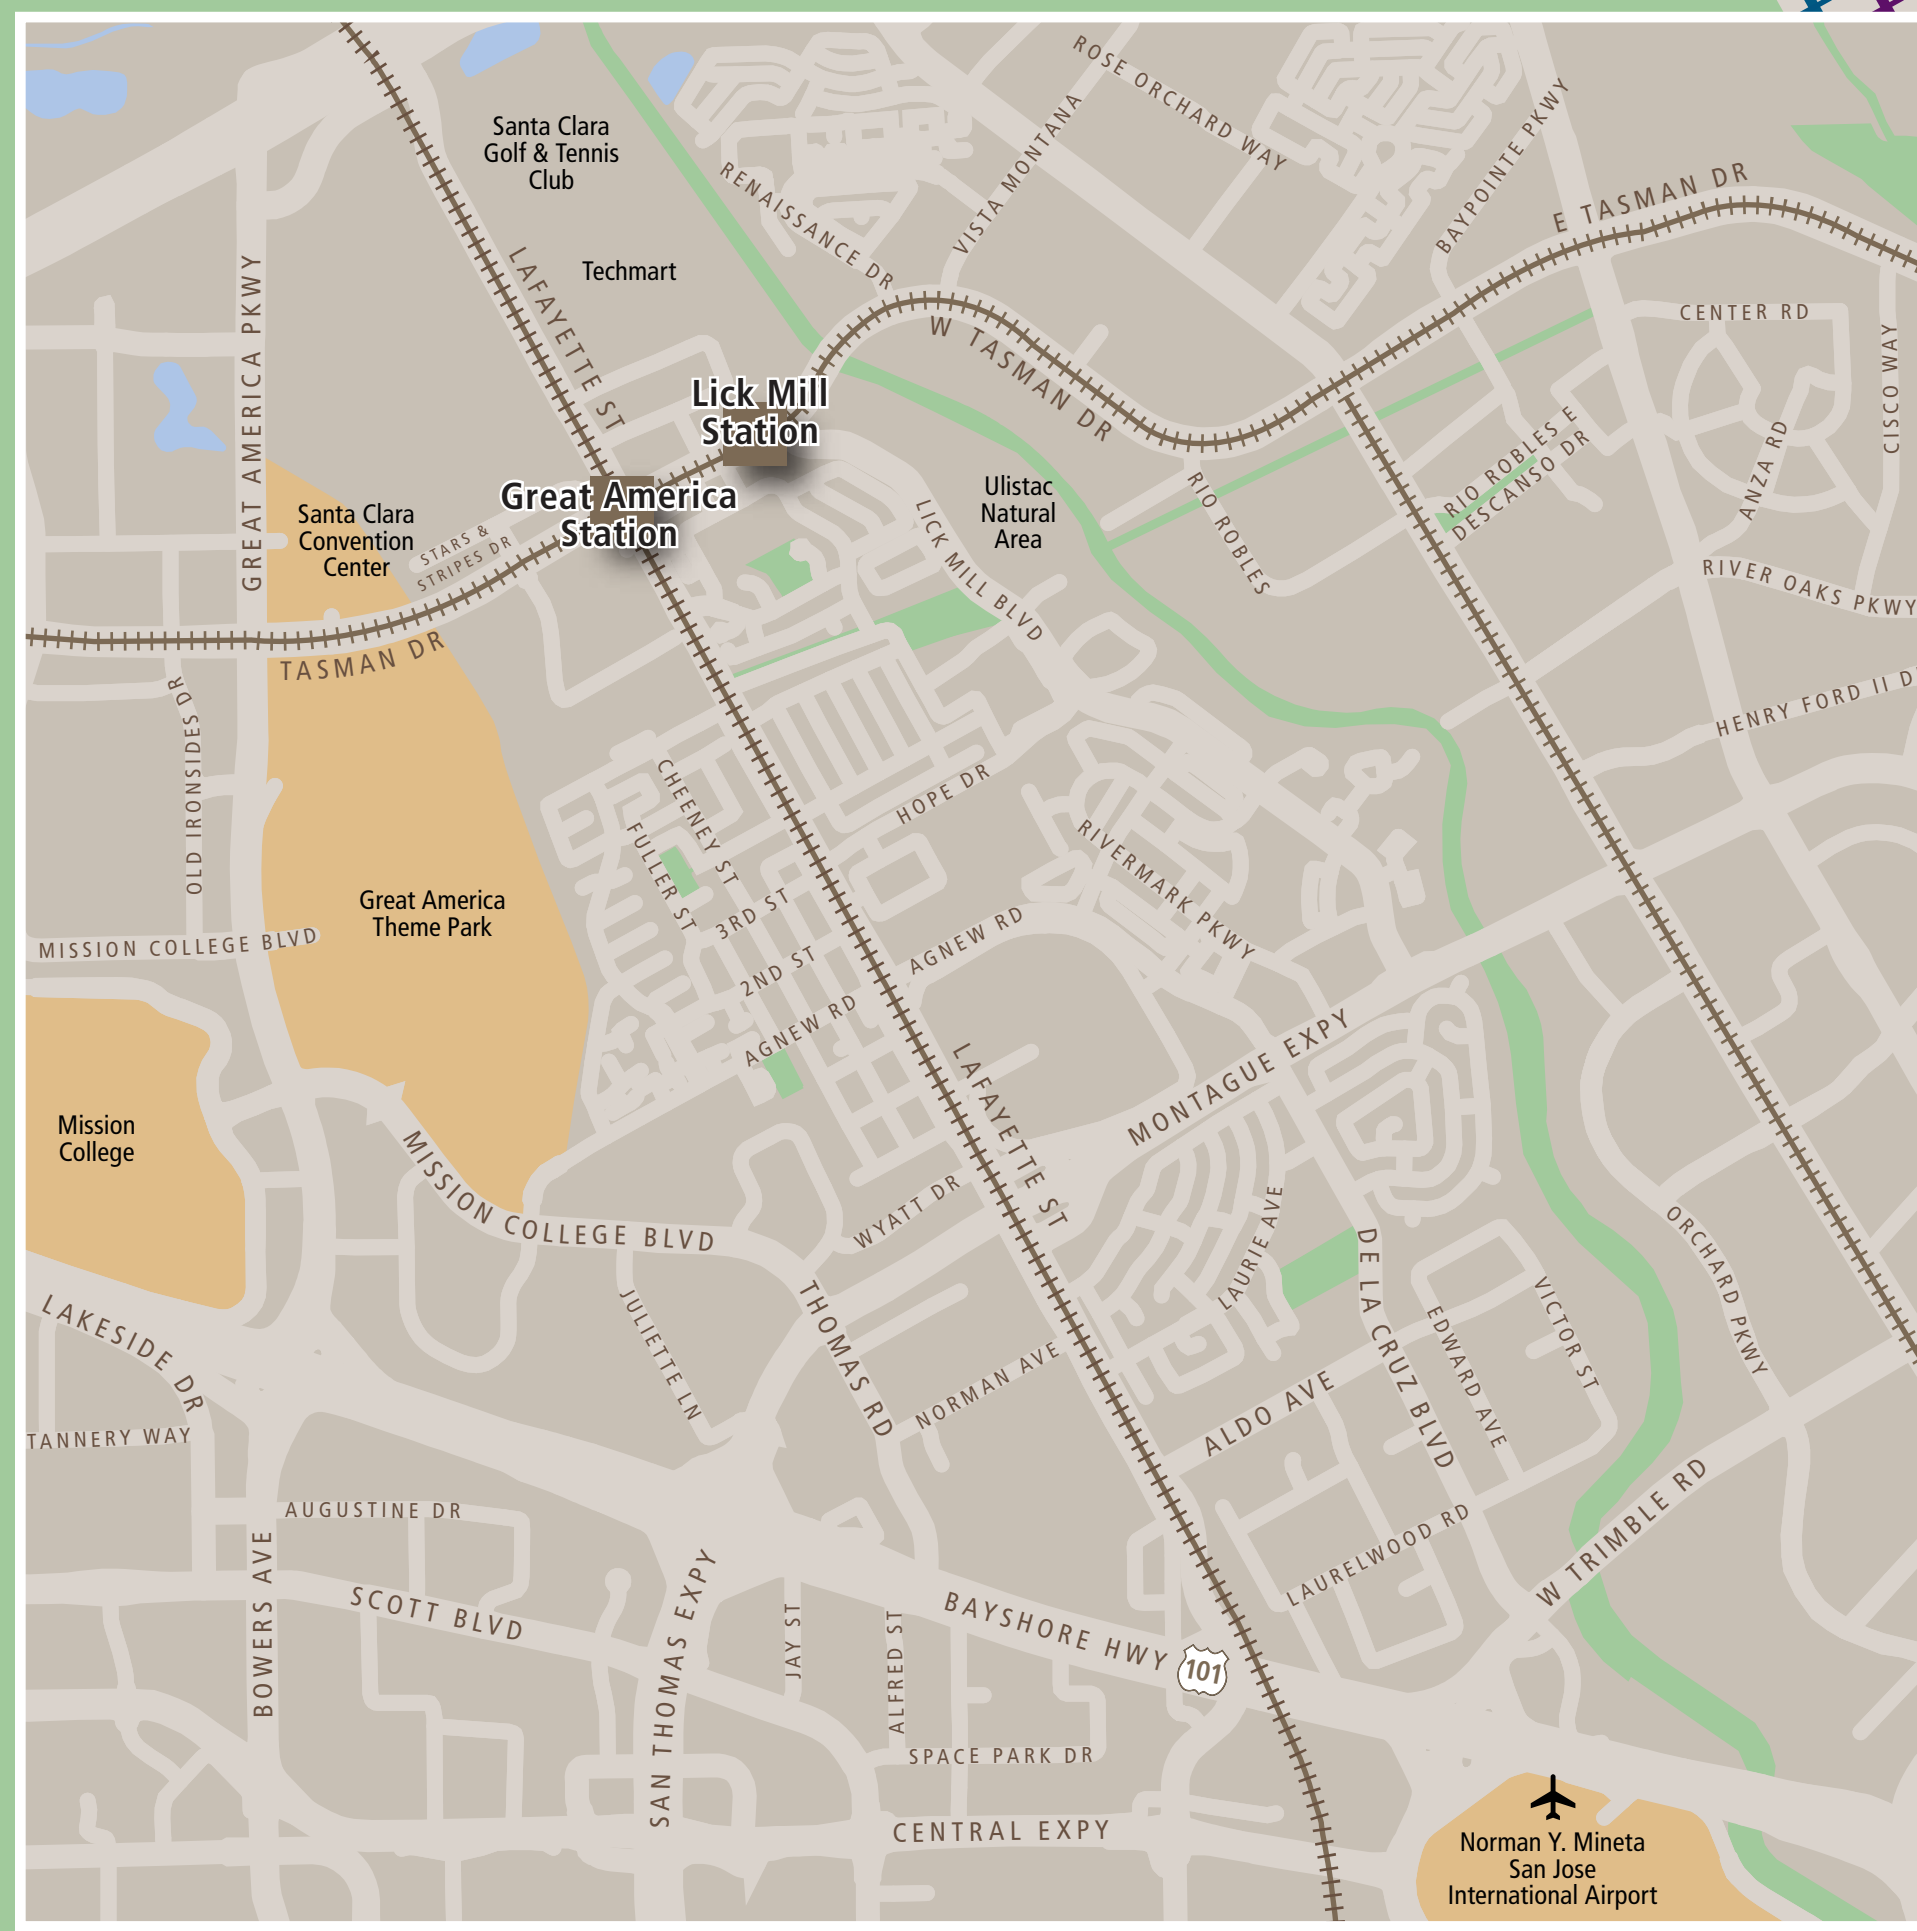 ROSE ORCHARD WAY
Santa Clara
Golf & Tennis
Club
VISTA MONTANA
BAYPOINTE PKWY
RENAISSANCE DR
E TASMAN DR
GREAT AMERICA PKWY
LAFAYETTE ST
Techmart
W TASMAN DR
CENTER RD
CISCO WAY
Lick Mill
Station
RIO ROBLES E
DESCANSO DR
ANZA RD
Great America
Station
Santa Clara
Convention
Center
STARS &
STRIPES DR
LICK MILL BLVD
Ulistac
Natural
Area
RIO ROBLES
RIVER OAKS PKWY
TASMAN DR
OLD IRONSIDES DR
HENRY FORD II D
CHEENEY ST
FULLER ST
HOPE DR
RIVERMARK PKWY
Great America
Theme Park
3RD ST
2ND ST
AGNEW RD
AGNEW RD
MISSION COLLEGE BLVD
LAFAYETTE ST
MONTAGUE EXPY
Mission
College
MISSION COLLEGE BLVD
WYATT DR
LAURIE AVE
DE LA CRUZ BLVD
ORCHARD PKWY
LAKESIDE DR
JULIETTE LN
THOMAS RD
NORMAN AVE
ALDO AVE
EDWARD AVE
VICTOR ST
TANNERY WAY
AUGUSTINE DR
BOWERS AVE
SCOTT BLVD
SAN THOMAS EXPY
JAY ST
ALFRED ST
BAYSHORE HWY
101
LAURELWOOD RD
W TRIMBLE RD
SPACE PARK DR
CENTRAL EXPY
Norman Y. Mineta
San Jose
International Airport